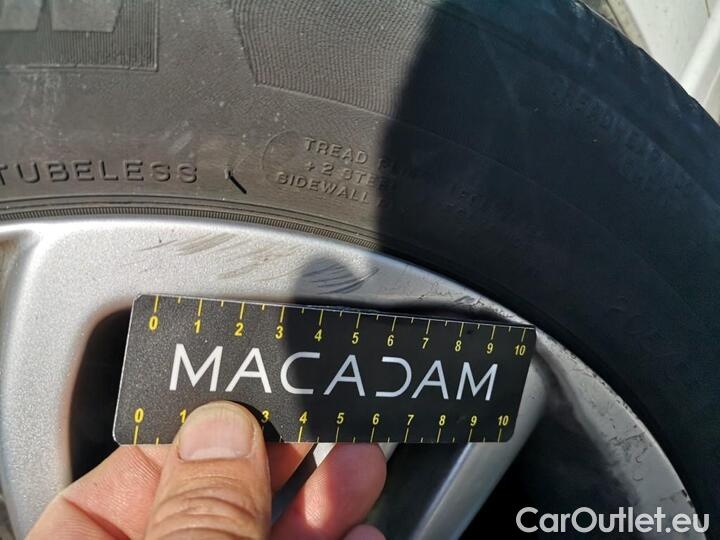 TUBELESS
TREAD
+ 2 STEEL
SIDEWALL
0 1 2 3 4 5 6 7 8 9 10
MACADAM
0 1 3 4 5 6 7 8 9 10
CarOutlet.eu